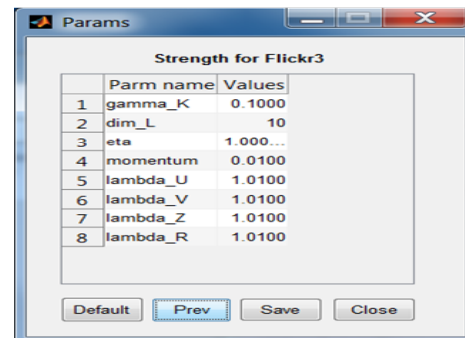 Params
Strength for Flickr3
Parm name Values
1 gamma_K 0.1000
2 dim_L 10
3 eta 1.000...
4 momentum 0.0100
5 lambda_U 1.0100
6 lambda_V 1.0100
7 lambda_Z 1.0100
8 lambda_R 1.0100
Default Prev Save Close